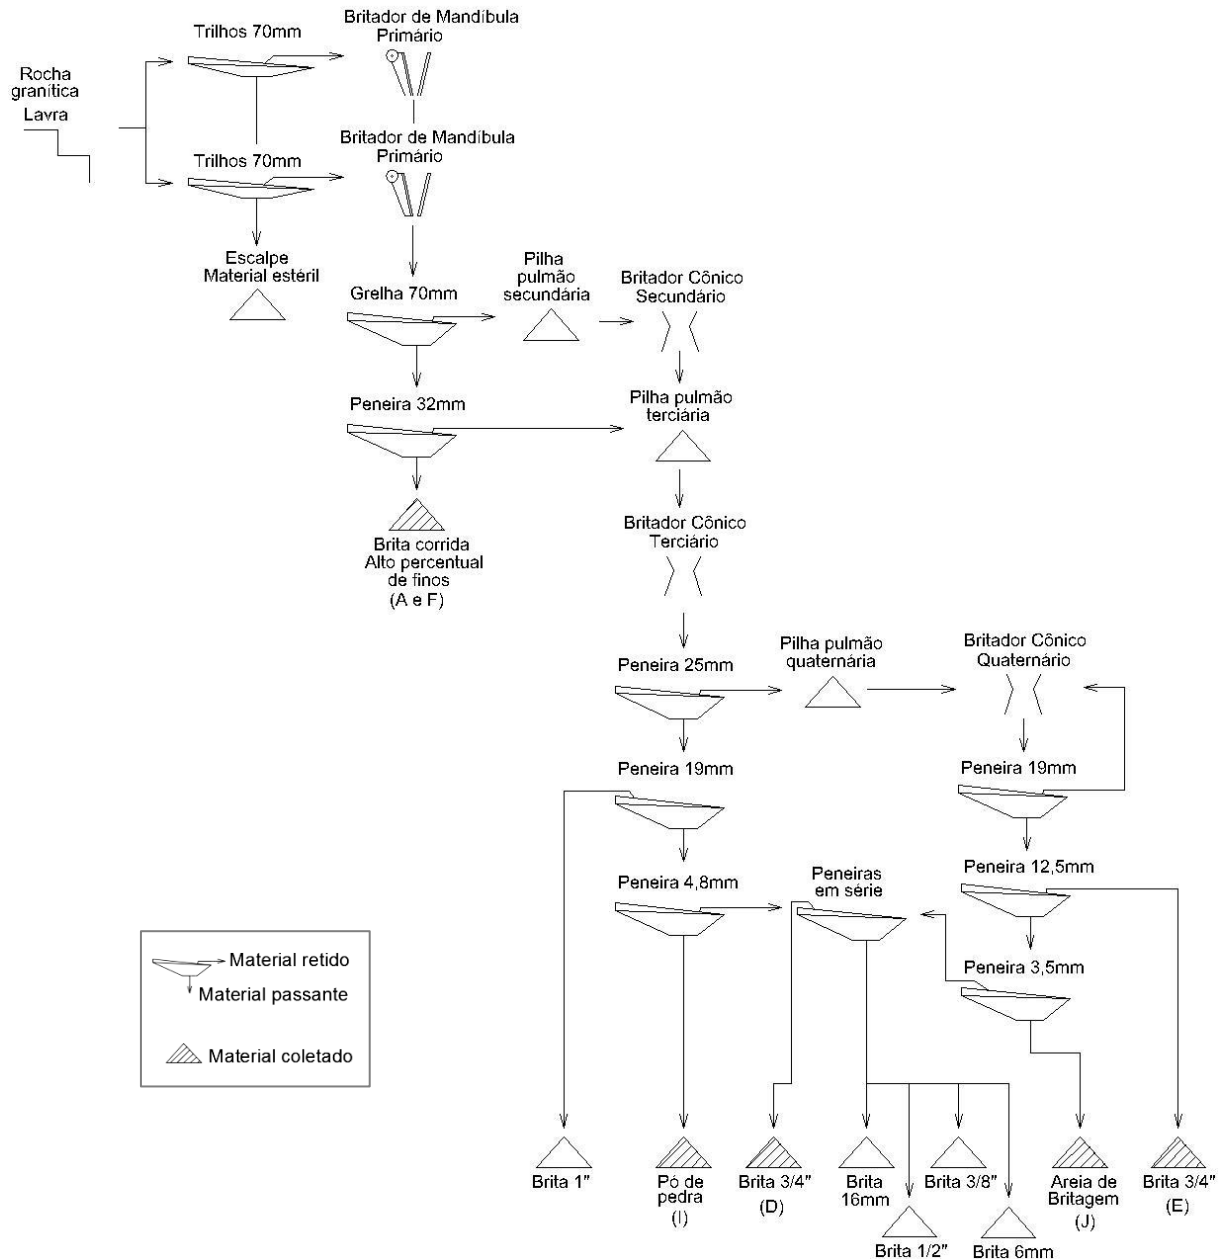 Trilhos 70mm
Britador de Mandíbula
Primário
Rocha
granítica
Lavra
Trilhos 70mm
Britador de Mandíbula
Primário
Escalpe
Material estéril
Grelha 70mm
Pilha
pulmão
secundária
Britador Cônico
Secundário
Peneira 32mm
Pilha pulmão
terciária
Brita corrida
Alto percentual
de finos
(A e F)
Britador Cônico
Terciário
Peneira 25mm
Pilha pulmão
quaternária
Britador Cônico
Quaternário
Peneira 19mm
Peneira 19mm
Peneira 4,8mm
Peneiras
em série
Peneira 12,5mm
Peneira 3,5mm
Material retido
Material passante
Material coletado
Brita 1"
Pó de
pedra
(I)
Brita 3/4"
(D)
Brita
16mm
Brita 1/2"
Brita 3/8"
Brita 6mm
Areia de
Britagem
(J)
Brita 3/4"
(E)